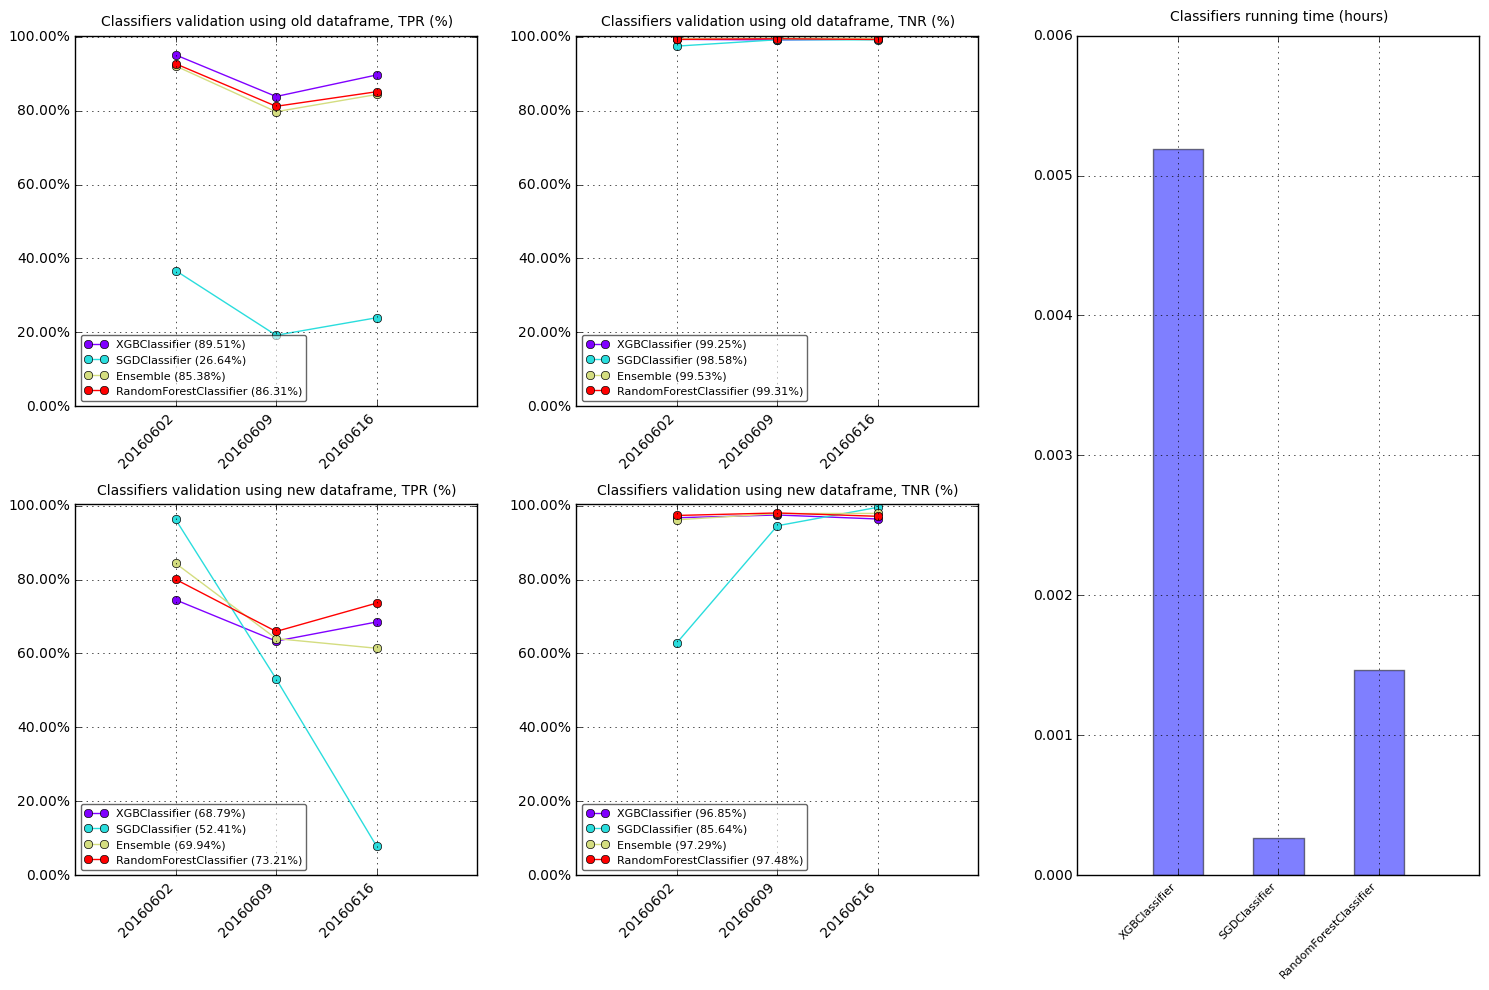 Classifiers validation using old dataframe, TPR (%)
100.00%
80.00%
60.00%
40.00%
20.00%
0.00%
XGBClassifier (89.51%)
SGDClassifier (26.64%)
Ensemble (85.38%)
RandomForestClassifier (86.31%)
20160602
20160609
20160616
Classifiers validation using old dataframe, TNR (%)
100.00%
80.00%
60.00%
40.00%
20.00%
0.00%
XGBClassifier (99.25%)
SGDClassifier (98.58%)
Ensemble (99.53%)
RandomForestClassifier (99.31%)
20160602
20160609
20160616
Classifiers validation using new dataframe, TPR (%)
100.00%
80.00%
60.00%
40.00%
20.00%
0.00%
XGBClassifier (68.79%)
SGDClassifier (52.41%)
Ensemble (69.94%)
RandomForestClassifier (73.21%)
20160602
20160609
20160616
Classifiers validation using new dataframe, TNR (%)
100.00%
80.00%
60.00%
40.00%
20.00%
0.00%
XGBClassifier (96.85%)
SGDClassifier (85.64%)
Ensemble (97.29%)
RandomForestClassifier (97.48%)
20160602
20160609
20160616
Classifiers running time (hours)
0.006
0.005
0.004
0.003
0.002
0.001
0.000
XGBClassifier
SGDClassifier
RandomForestClassifier